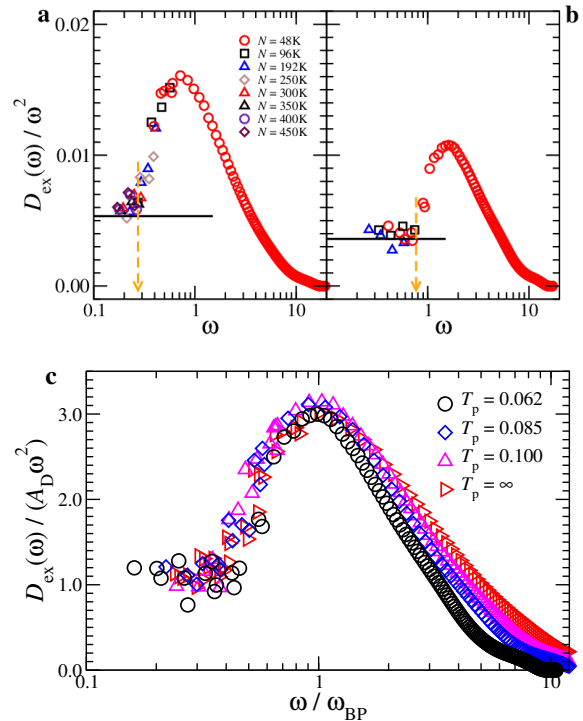 a
D_ex(ω) / ω²
0.02
0.01
0.00
N = 48K
N = 96K
N = 192K
N = 250K
N = 300K
N = 350K
N = 400K
N = 450K
0.1
1
10
ω
b
1
10
ω
c
D_ex(ω) / (A_D ω²)
3.0
2.0
1.0
0.0
T_p = 0.062
T_p = 0.085
T_p = 0.100
T_p = ∞
0.1
1
10
ω / ω_BP